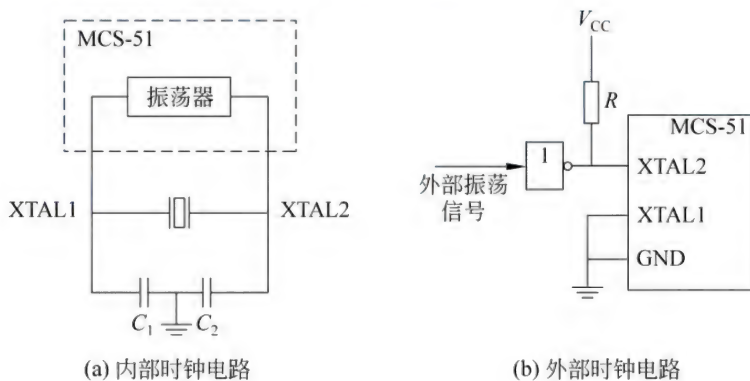 MCS-51
振荡器
XTAL1
XTAL2
C₁
C₂
(a) 内部时钟电路
V_CC
R
MCS-51
1
外部振荡
信号
XTAL2
XTAL1
GND
(b) 外部时钟电路